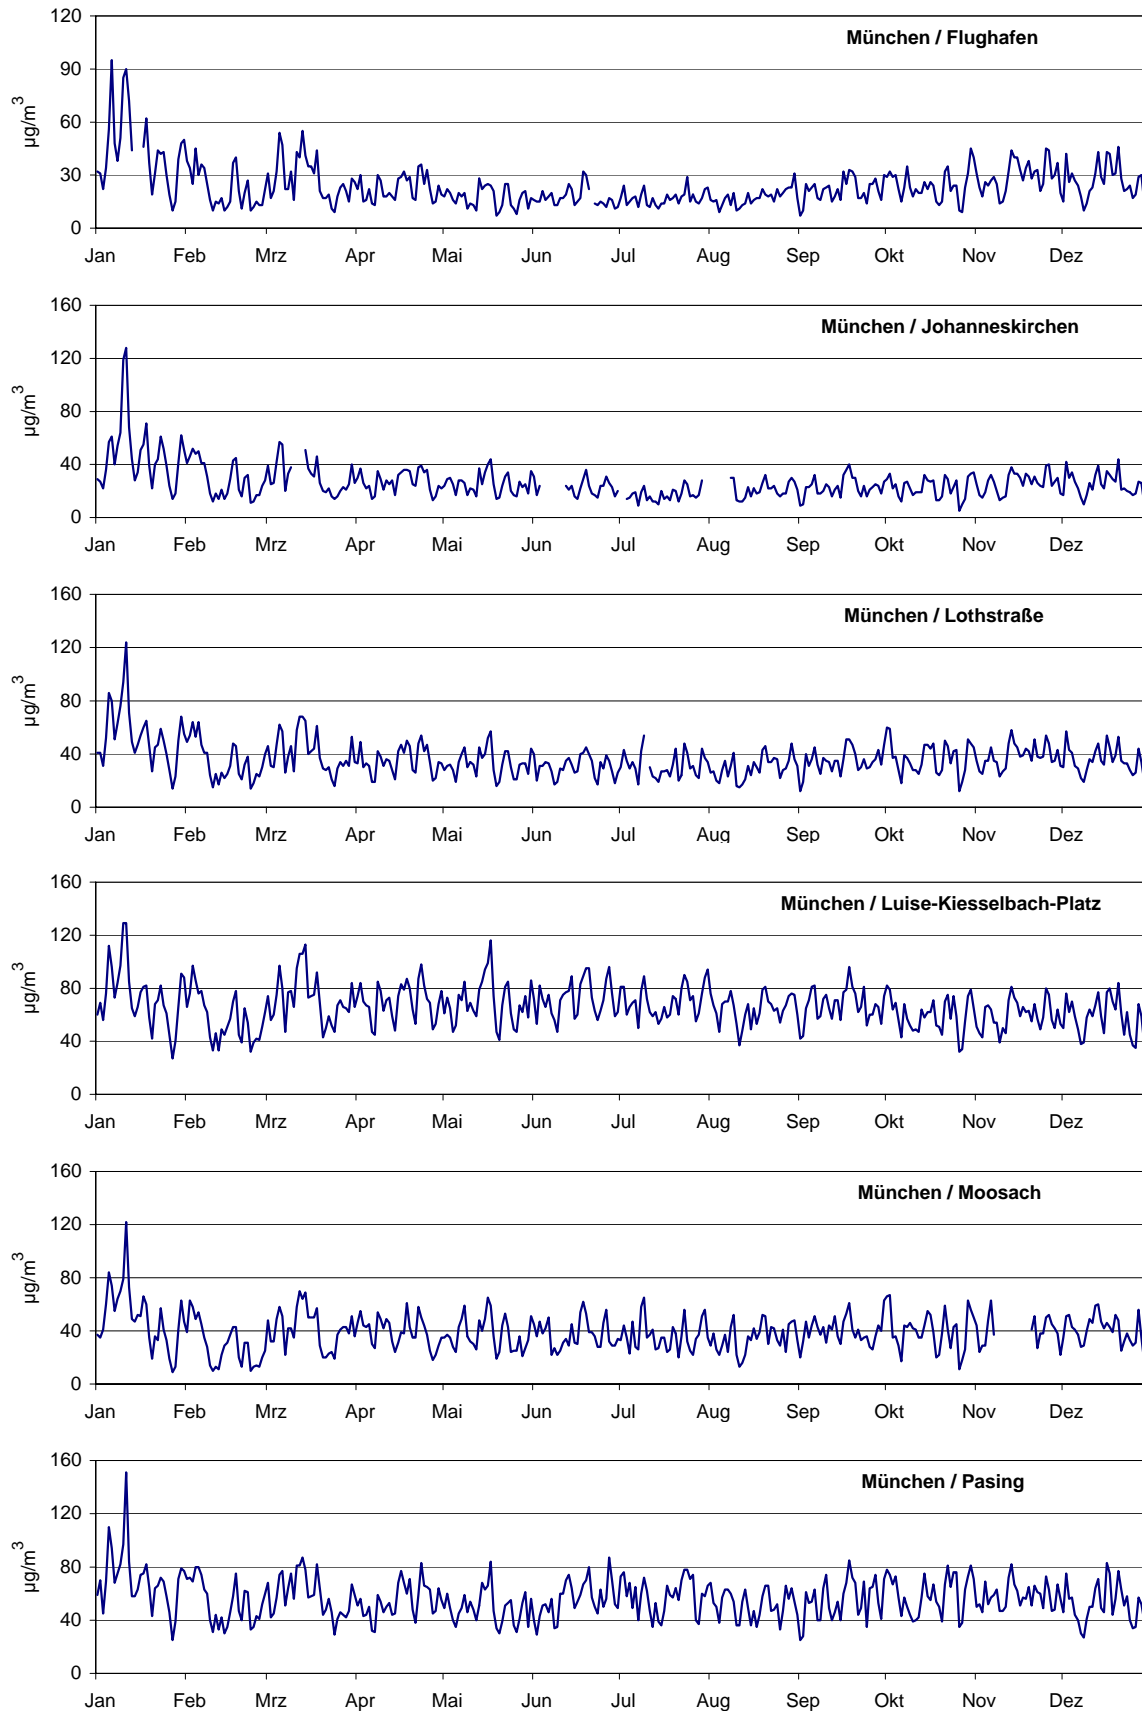 München / Flughafen
120
90
60
30
0
µg/m³
Jan Feb Mrz Apr Mai Jun Jul Aug Sep Okt Nov Dez
München / Johanneskirchen
160
120
80
40
0
µg/m³
Jan Feb Mrz Apr Mai Jun Jul Aug Sep Okt Nov Dez
München / Lothstraße
160
120
80
40
0
µg/m³
Jan Feb Mrz Apr Mai Jun Jul Aug Sep Okt Nov Dez
München / Luise-Kiesselbach-Platz
160
120
80
40
0
µg/m³
Jan Feb Mrz Apr Mai Jun Jul Aug Sep Okt Nov Dez
München / Moosach
160
120
80
40
0
µg/m³
Jan Feb Mrz Apr Mai Jun Jul Aug Sep Okt Nov Dez
München / Pasing
160
120
80
40
0
µg/m³
Jan Feb Mrz Apr Mai Jun Jul Aug Sep Okt Nov Dez